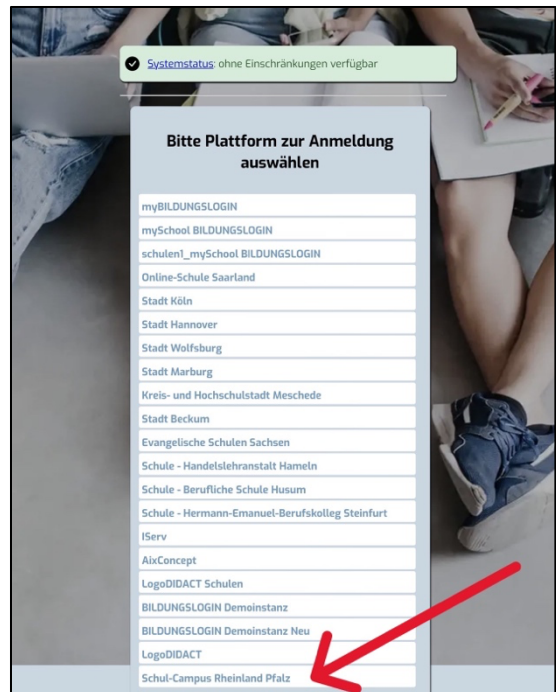 Systemstatus: ohne Einschränkungen verfügbar
Bitte Plattform zur Anmeldung
auswählen
myBILDUNGSLOGIN
mySchool BILDUNGSLOGIN
schulen1_mySchool BILDUNGSLOGIN
Online-Schule Saarland
Stadt Köln
Stadt Hannover
Stadt Wolfsburg
Stadt Marburg
Kreis- und Hochschulstadt Meschede
Stadt Beckum
Evangelische Schulen Sachsen
Schule - Handelslehranstalt Hameln
Schule - Berufliche Schule Husum
Schule - Hermann-Emanuel-Berufskolleg Steinfurt
IServ
AixConcept
LogoDIDACT Schulen
BILDUNGSLOGIN Demoinstanz
BILDUNGSLOGIN Demoinstanz Neu
LogoDIDACT
Schul-Campus Rheinland Pfalz